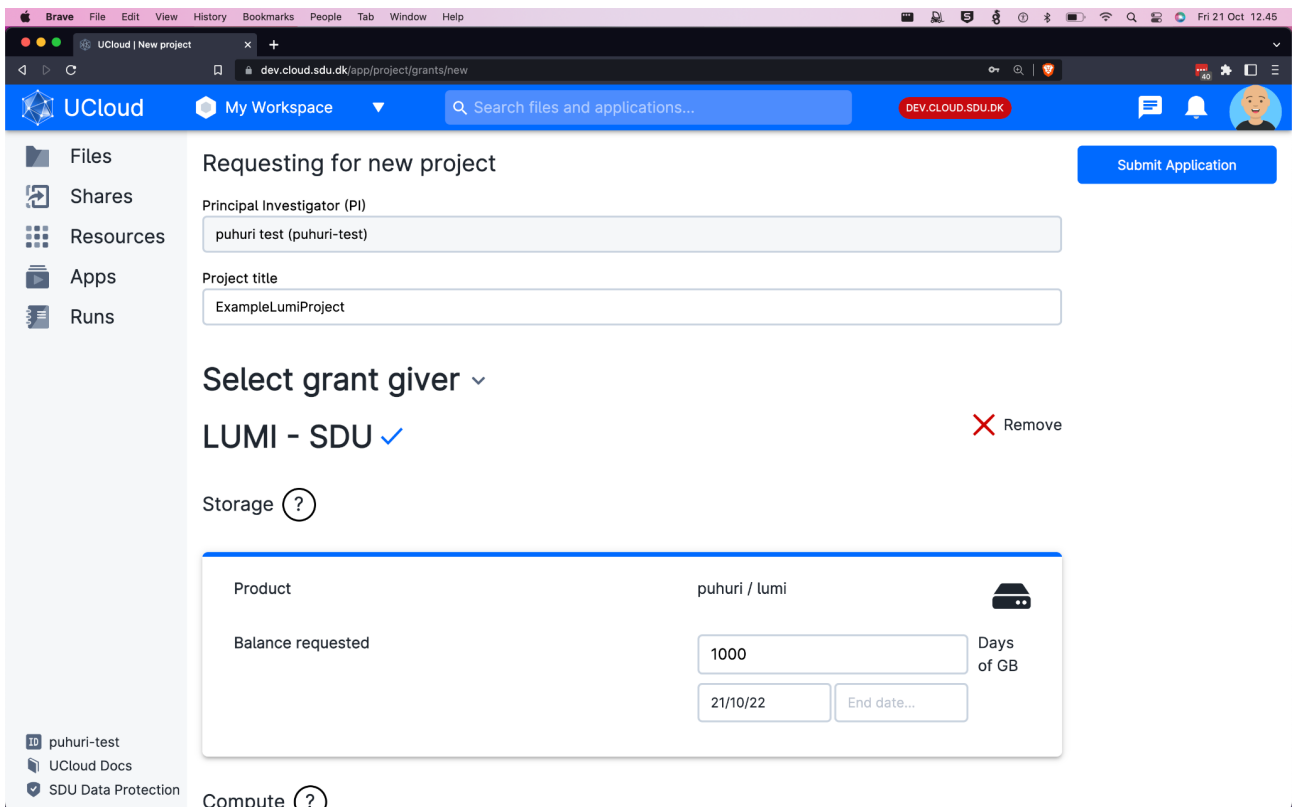 Brave File Edit View History Bookmarks People Tab Window Help Fri 21 Oct 12.45
UCloud | New project
dev.cloud.sdu.dk/app/project/grants/new
40
UCloud My Workspace Search files and applications... DEV.CLOUD.SDU.DK
Files
Shares
Resources
Apps
Runs
Requesting for new project
Submit Application
Principal Investigator (PI)
puhuri test (puhuri-test)
Project title
ExampleLumiProject
Select grant giver
LUMI - SDU
Remove
Storage ?
Product puhuri / lumi
Balance requested 1000 Days
of GB
21/10/22 End date...
Compute ?
ID puhuri-test
UCloud Docs
SDU Data Protection